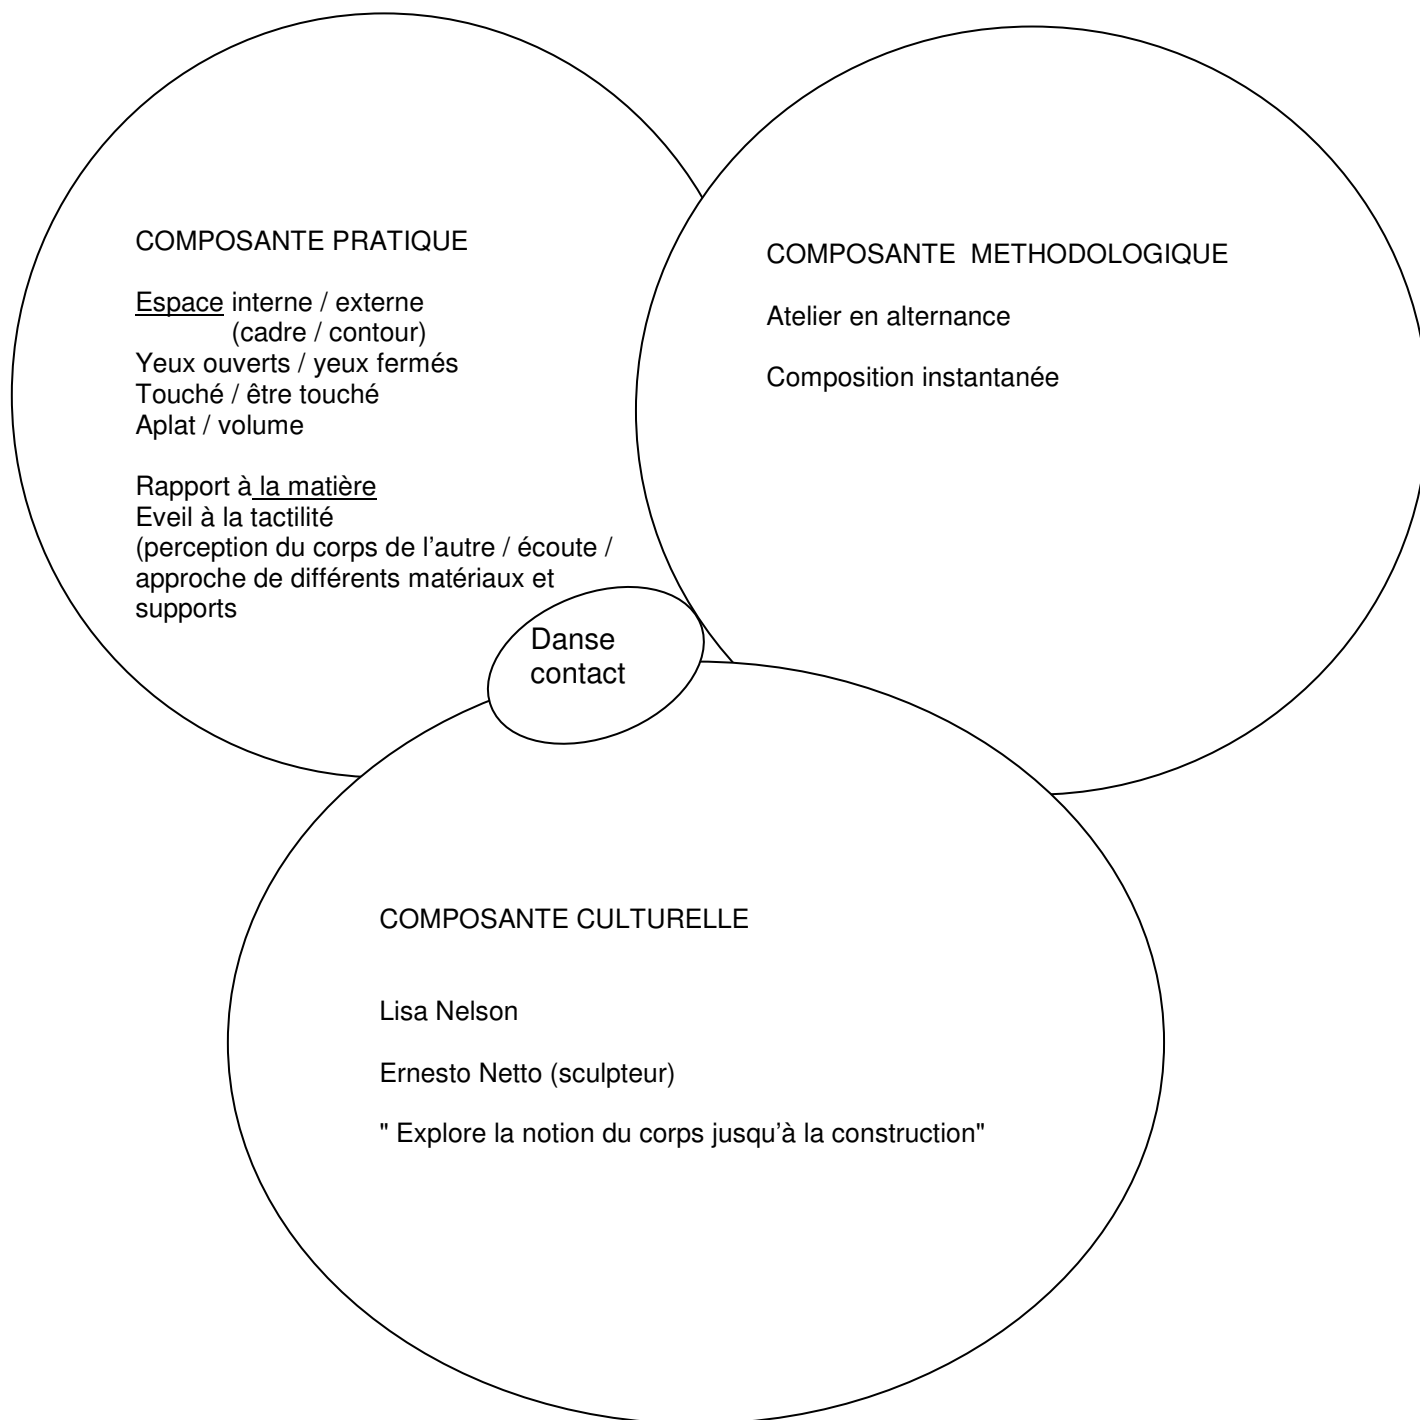 COMPOSANTE PRATIQUE
Espace interne / externe
(cadre / contour)
Yeux ouverts / yeux fermés
Touché / être touché
Aplat / volume
Rapport à la matière
Eveil à la tactilité
(perception du corps de l'autre / écoute /
approche de différents matériaux et
supports
COMPOSANTE  METHODOLOGIQUE
Atelier en alternance
Composition instantanée
Danse
contact
COMPOSANTE CULTURELLE
Lisa Nelson
Ernesto Netto (sculpteur)
" Explore la notion du corps jusqu'à la construction"